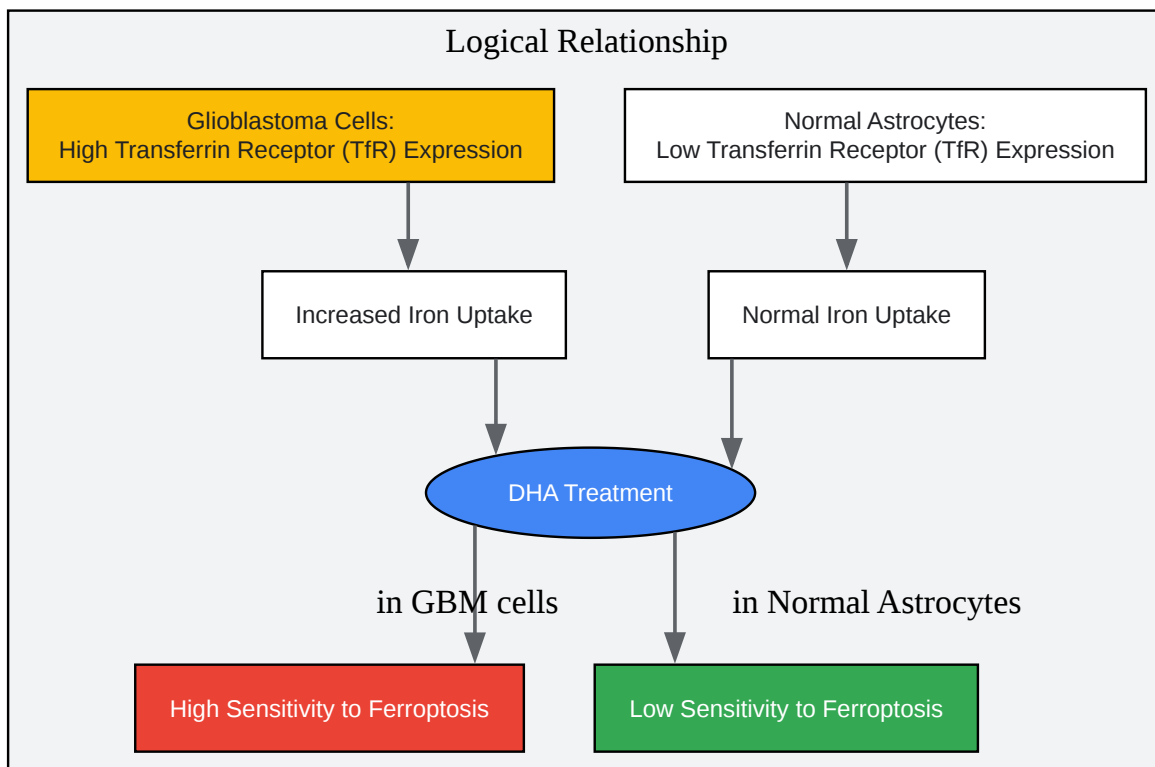 Logical Relationship
Glioblastoma Cells:
High Transferrin Receptor (TfR) Expression
Normal Astrocytes:
Low Transferrin Receptor (TfR) Expression
Increased Iron Uptake
Normal Iron Uptake
DHA Treatment
in GBM cells
in Normal Astrocytes
High Sensitivity to Ferroptosis
Low Sensitivity to Ferroptosis